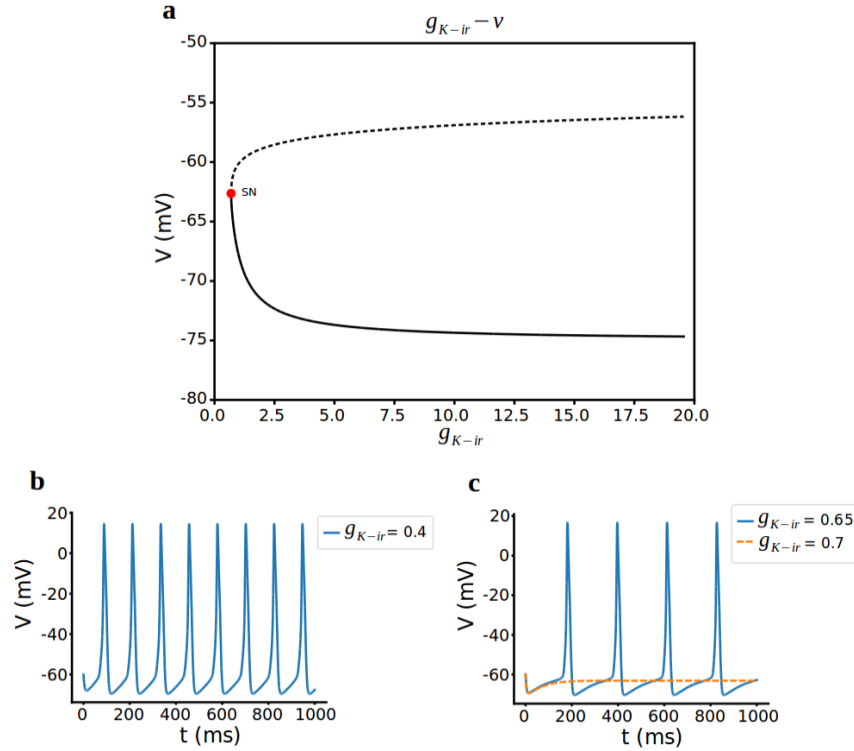 a
g_{K-ir} - v
-50
-55
-60
-65
-70
-75
-80
V (mV)
SN
0.0 2.5 5.0 7.5 10.0 12.5 15.0 17.5 20.0
g_{K-ir}
b
20
0
-20
-40
-60
V (mV)
g_{K-ir} = 0.4
0 200 400 600 800 1000
t (ms)
c
20
0
-20
-40
-60
V (mV)
g_{K-ir} = 0.65
g_{K-ir} = 0.7
0 200 400 600 800 1000
t (ms)